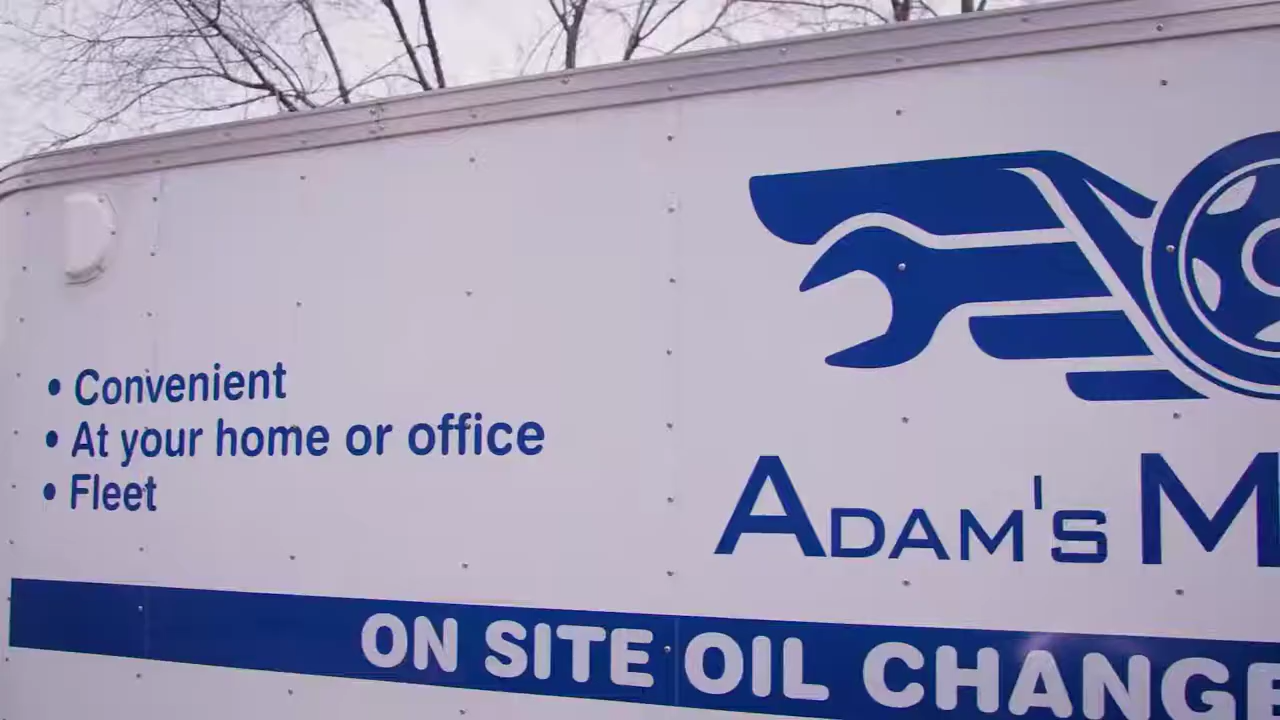 • Convenient
• At your home or office
• Fleet
ADAM'S M
ON SITE OIL CHANGE